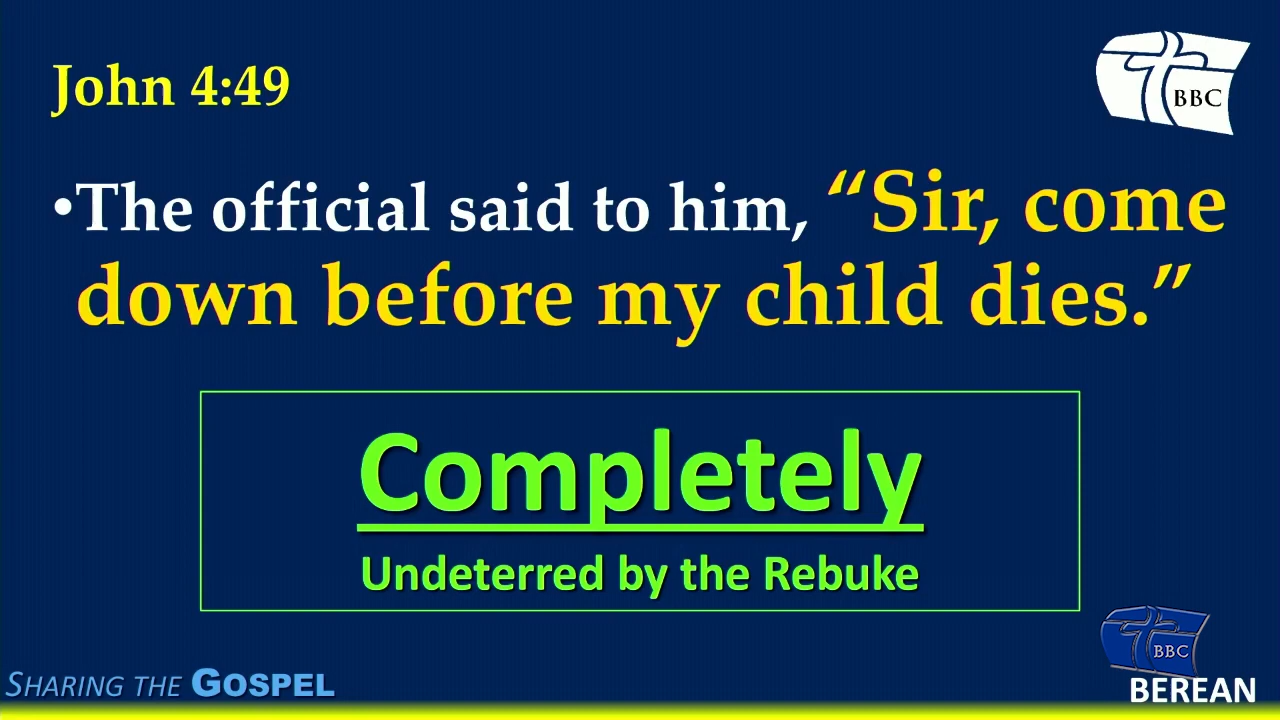 John 4:49
BBC
•The official said to him, “Sir, come
down before my child dies.”
Completely
Undeterred by the Rebuke
BBC
SHARING THE GOSPEL
BEREAN